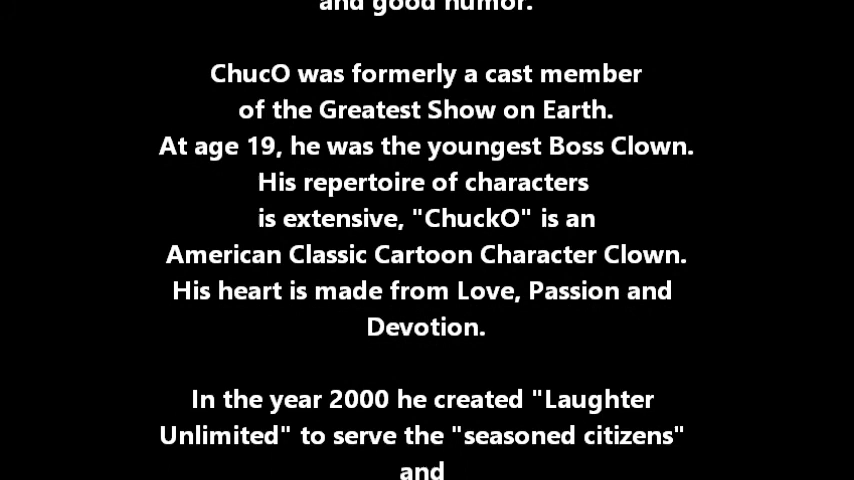 and good humor.
ChucO was formerly a cast member
of the Greatest Show on Earth.
At age 19, he was the youngest Boss Clown.
His repertoire of characters
is extensive, "ChuckO" is an
American Classic Cartoon Character Clown.
His heart is made from Love, Passion and
Devotion.
In the year 2000 he created "Laughter
Unlimited" to serve the "seasoned citizens"
and